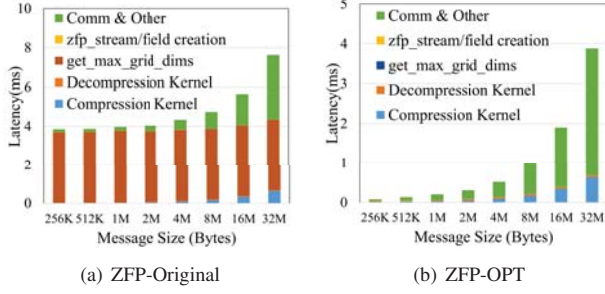 10
8
6
4
2
0
Latency(ms)
Comm & Other
zfp_stream/field creation
get_max_grid_dims
Decompression Kernel
Compression Kernel
256K 512K 1M 2M 4M 8M 16M 32M
Message Size (Bytes)
(a) ZFP-Original
5
4
3
2
1
0
Latency(ms)
Comm & Other
zfp_stream/field creation
get_max_grid_dims
Decompression Kernel
Compression Kernel
256K 512K 1M 2M 4M 8M 16M 32M
Message Size (Bytes)
(b) ZFP-OPT